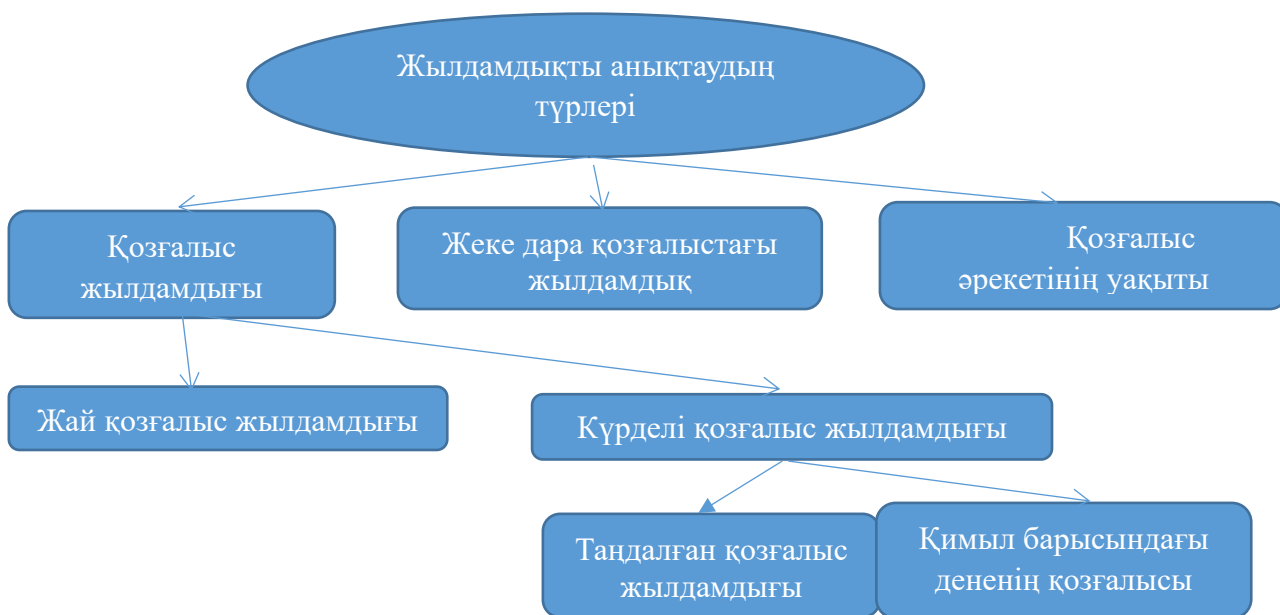 Жылдамдықты анықтаудың
түрлері
Қозғалыс
жылдамдығы
Жеке дара қозғалыстағы
жылдамдық
Қозғалыс
әрекетінің уақыты
Жай қозғалыс жылдамдығы
Күрделі қозғалыс жылдамдығы
Таңдалған қозғалыс
жылдамдығы
Қимыл барысындағы
дененің қозғалысы